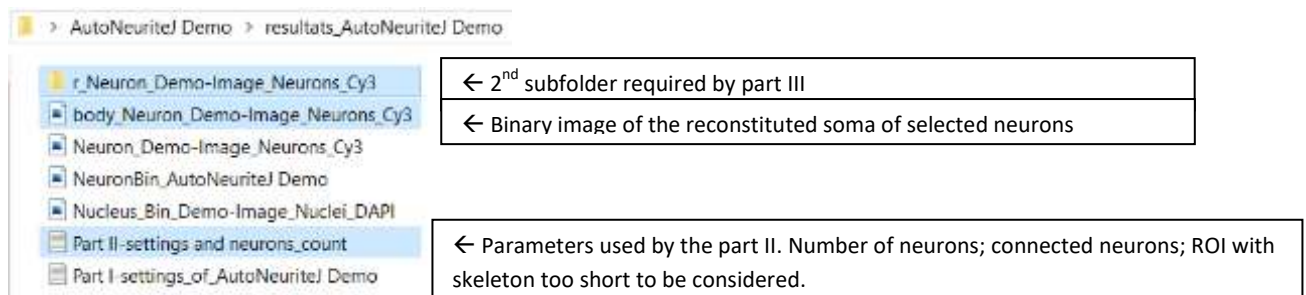 > AutoNeuriteJ Demo > resultats_AutoNeuriteJ Demo
r_Neuron_Demo-Image_Neurons_Cy3
← 2nd subfolder required by part III
body_Neuron_Demo-Image_Neurons_Cy3
← Binary image of the reconstituted soma of selected neurons
Neuron_Demo-Image_Neurons_Cy3
NeuronBin_AutoNeuriteJ Demo
Nucleus_Bin_Demo-Image_Nuclei_DAPI
Part II-settings and neurons_count
← Parameters used by the part II. Number of neurons; connected neurons; ROI with
skeleton too short to be considered.
Part I-settings_of_AutoNeuriteJ Demo